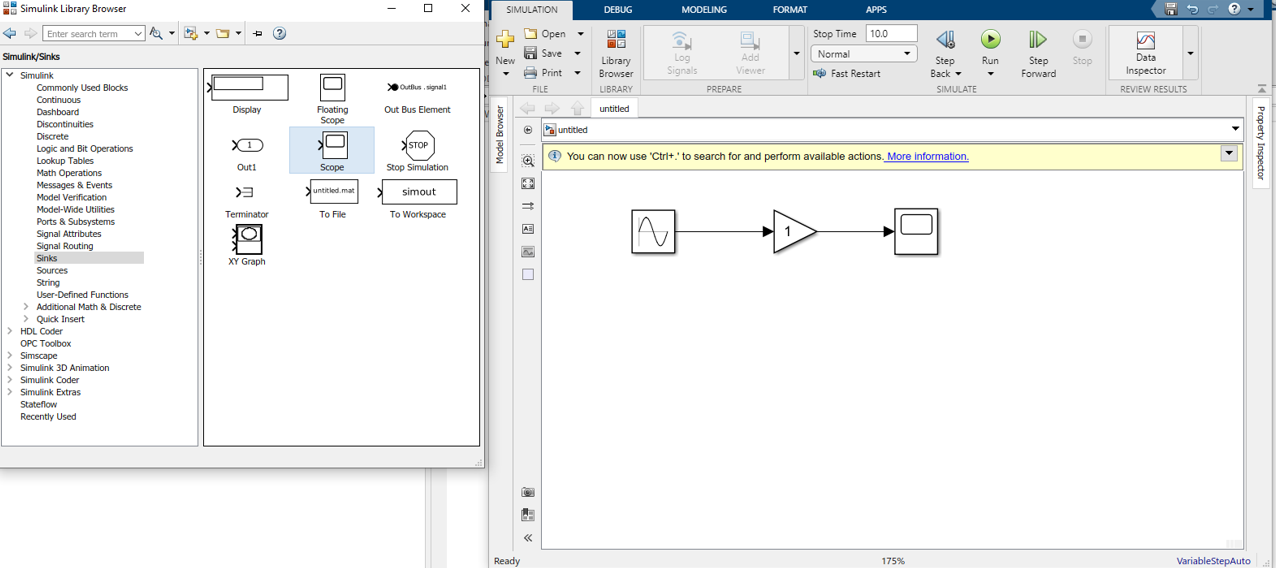 Simulink Library Browser
Enter search term
Simulink/Sinks
Simulink
Commonly Used Blocks
Continuous
Dashboard
Discontinuities
Discrete
Logic and Bit Operations
Lookup Tables
Math Operations
Messages & Events
Model Verification
Model-Wide Utilities
Ports & Subsystems
Signal Attributes
Signal Routing
Sinks
Sources
String
User-Defined Functions
Additional Math & Discrete
Quick Insert
HDL Coder
OPC Toolbox
Simscape
Simulink 3D Animation
Simulink Coder
Simulink Extras
Stateflow
Recently Used
Display
Floating
Scope
OutBus.signal1
Out Bus Element
1
Out1
Scope
STOP
Stop Simulation
Terminator
untitled.mat
To File
simout
To Workspace
XY Graph
SIMULATION DEBUG MODELING FORMAT APPS
New
Open
Save
Print
FILE
Library
Browser
LIBRARY
Log
Signals
Add
Viewer
PREPARE
Stop Time 10.0
Normal
Fast Restart
Step
Back
Run
Step
Forward
Stop
SIMULATE
Data
Inspector
REVIEW RESULTS
Model Browser
untitled
untitled
You can now use 'Ctrl+.' to search for and perform available actions. More information.
Property Inspector
1
Ready 175% VariableStepAuto